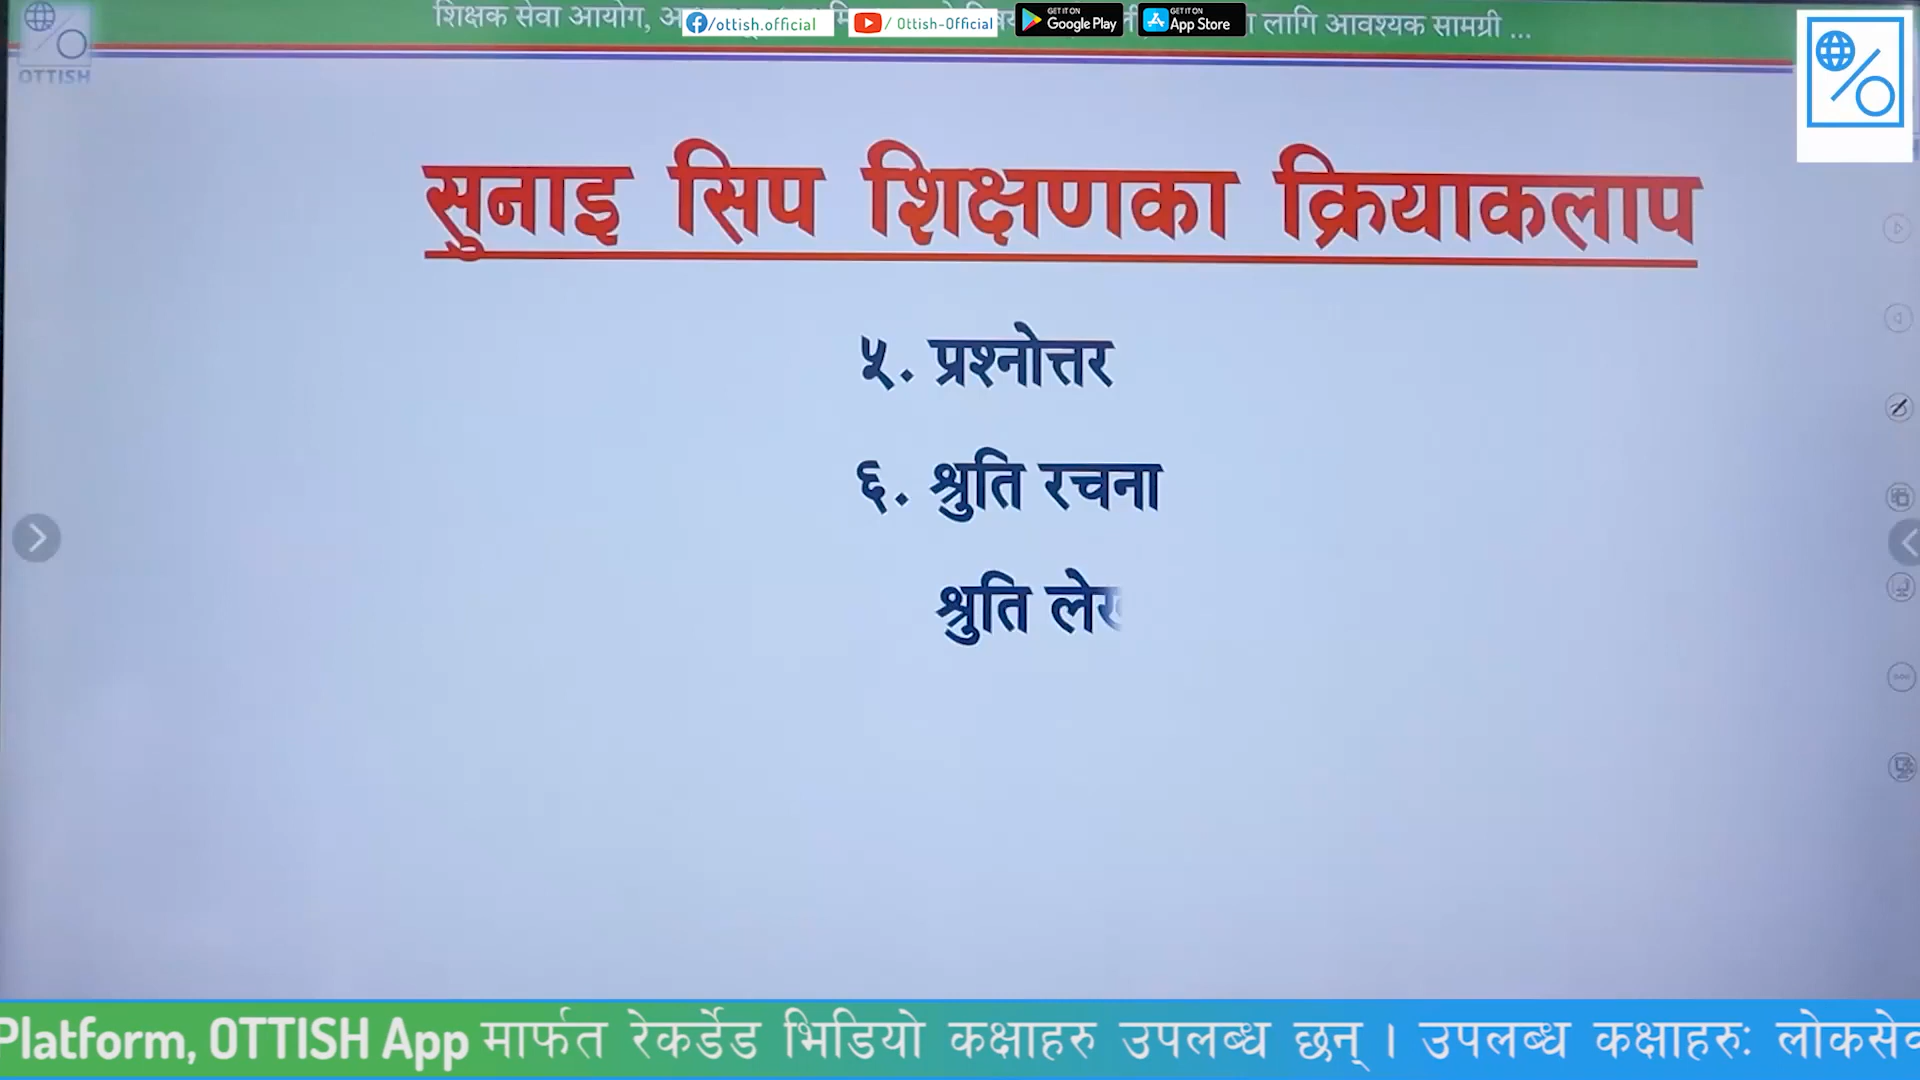 शिक्षक सेवा आयोग,
लागि आवश्यक सामग्री ...
/ottish.official
/ Ottish-Official
GET IT ON
Google Play
GET IT ON
App Store
OTTISH
सुनाइ सिप शिक्षणका क्रियाकलाप
५. प्रश्नोत्तर
६. श्रुति रचना
श्रुति
Platform, OTTISH App मार्फत रेकर्डेड भिडियो कक्षाहरु उपलब्ध छन् । उपलब्ध कक्षाहरु: